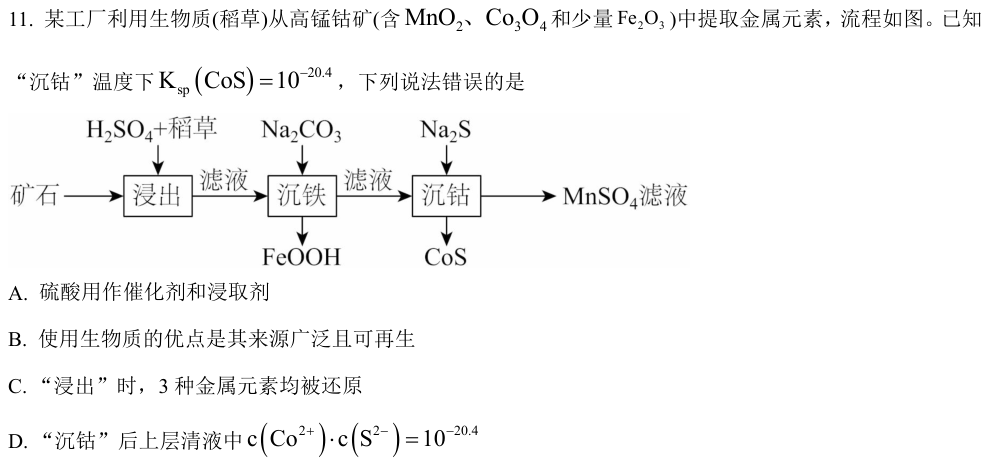 11. 某工厂利用生物质(稻草)从高锰钴矿(含 MnO₂、Co₃O₄ 和少量 Fe₂O₃)中提取金属元素，流程如图。已知
“沉钴”温度下 Kₛₚ(CoS)=10⁻²⁰·⁴，下列说法错误的是
H₂SO₄+稻草 Na₂CO₃ Na₂S
矿石 浸出 滤液 沉铁 滤液 沉钴 MnSO₄滤液
FeOOH CoS
A. 硫酸用作催化剂和浸取剂
B. 使用生物质的优点是其来源广泛且可再生
C. “浸出”时，3 种金属元素均被还原
D. “沉钴”后上层清液中 c(Co²⁺)·c(S²⁻)=10⁻²⁰·⁴